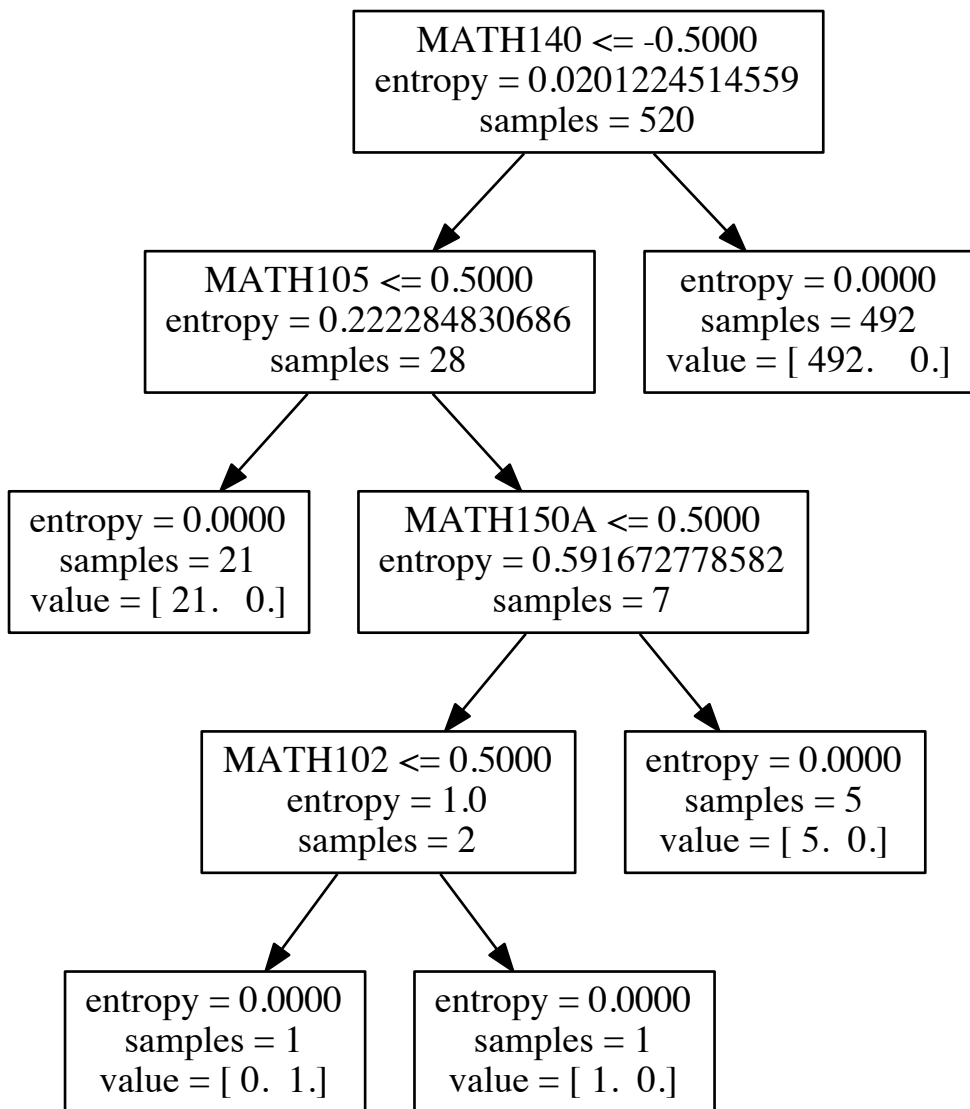 MATH140 <= -0.5000
entropy = 0.0201224514559
samples = 520
MATH105 <= 0.5000
entropy = 0.222284830686
samples = 28
entropy = 0.0000
samples = 492
value = [ 492.    0.]
entropy = 0.0000
samples = 21
value = [ 21.   0.]
MATH150A <= 0.5000
entropy = 0.591672778582
samples = 7
MATH102 <= 0.5000
entropy = 1.0
samples = 2
entropy = 0.0000
samples = 5
value = [ 5.  0.]
entropy = 0.0000
samples = 1
value = [ 0.  1.]
entropy = 0.0000
samples = 1
value = [ 1.  0.]